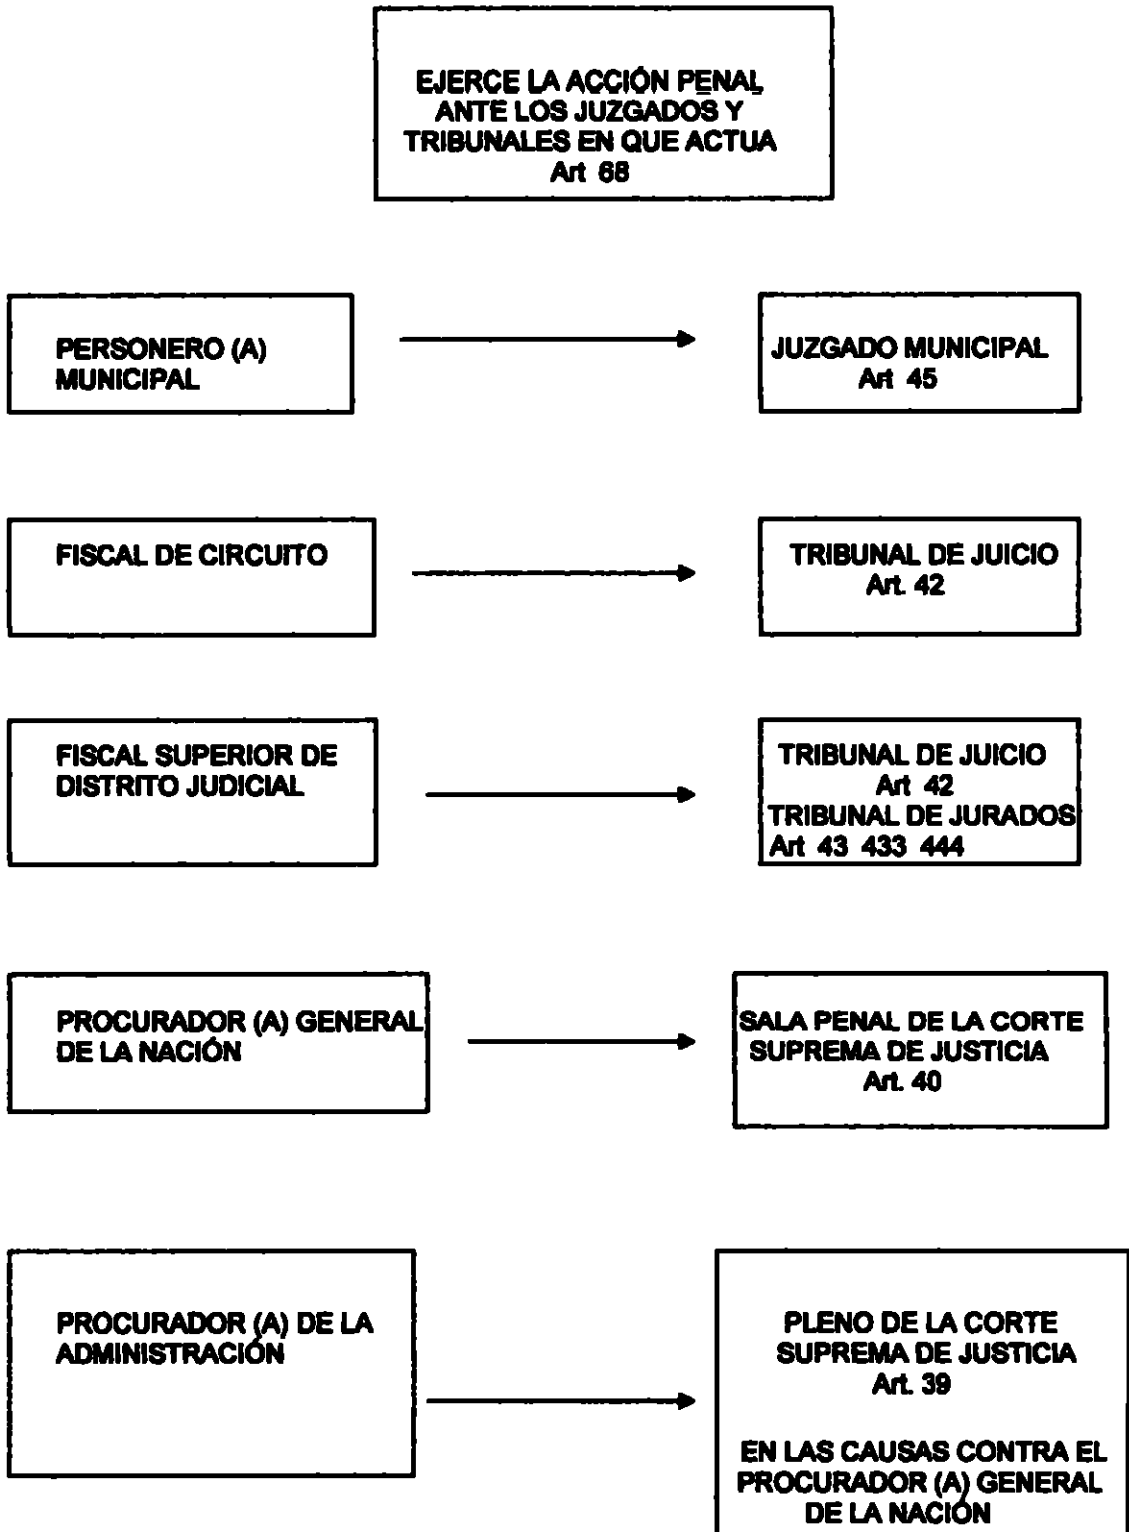 EJERCE LA ACCIÓN PENAL
ANTE LOS JUZGADOS Y
TRIBUNALES EN QUE ACTUA
Art 68
PERSONERO (A)
MUNICIPAL
JUZGADO MUNICIPAL
Art 45
FISCAL DE CIRCUITO
TRIBUNAL DE JUICIO
Art. 42
FISCAL SUPERIOR DE
DISTRITO JUDICIAL
TRIBUNAL DE JUICIO
Art 42
TRIBUNAL DE JURADOS
Art 43 433 444
PROCURADOR (A) GENERAL
DE LA NACIÓN
SALA PENAL DE LA CORTE
SUPREMA DE JUSTICIA
Art. 40
PROCURADOR (A) DE LA
ADMINISTRACIÓN
PLENO DE LA CORTE
SUPREMA DE JUSTICIA
Art. 39
EN LAS CAUSAS CONTRA EL
PROCURADOR (A) GENERAL
DE LA NACIÓN